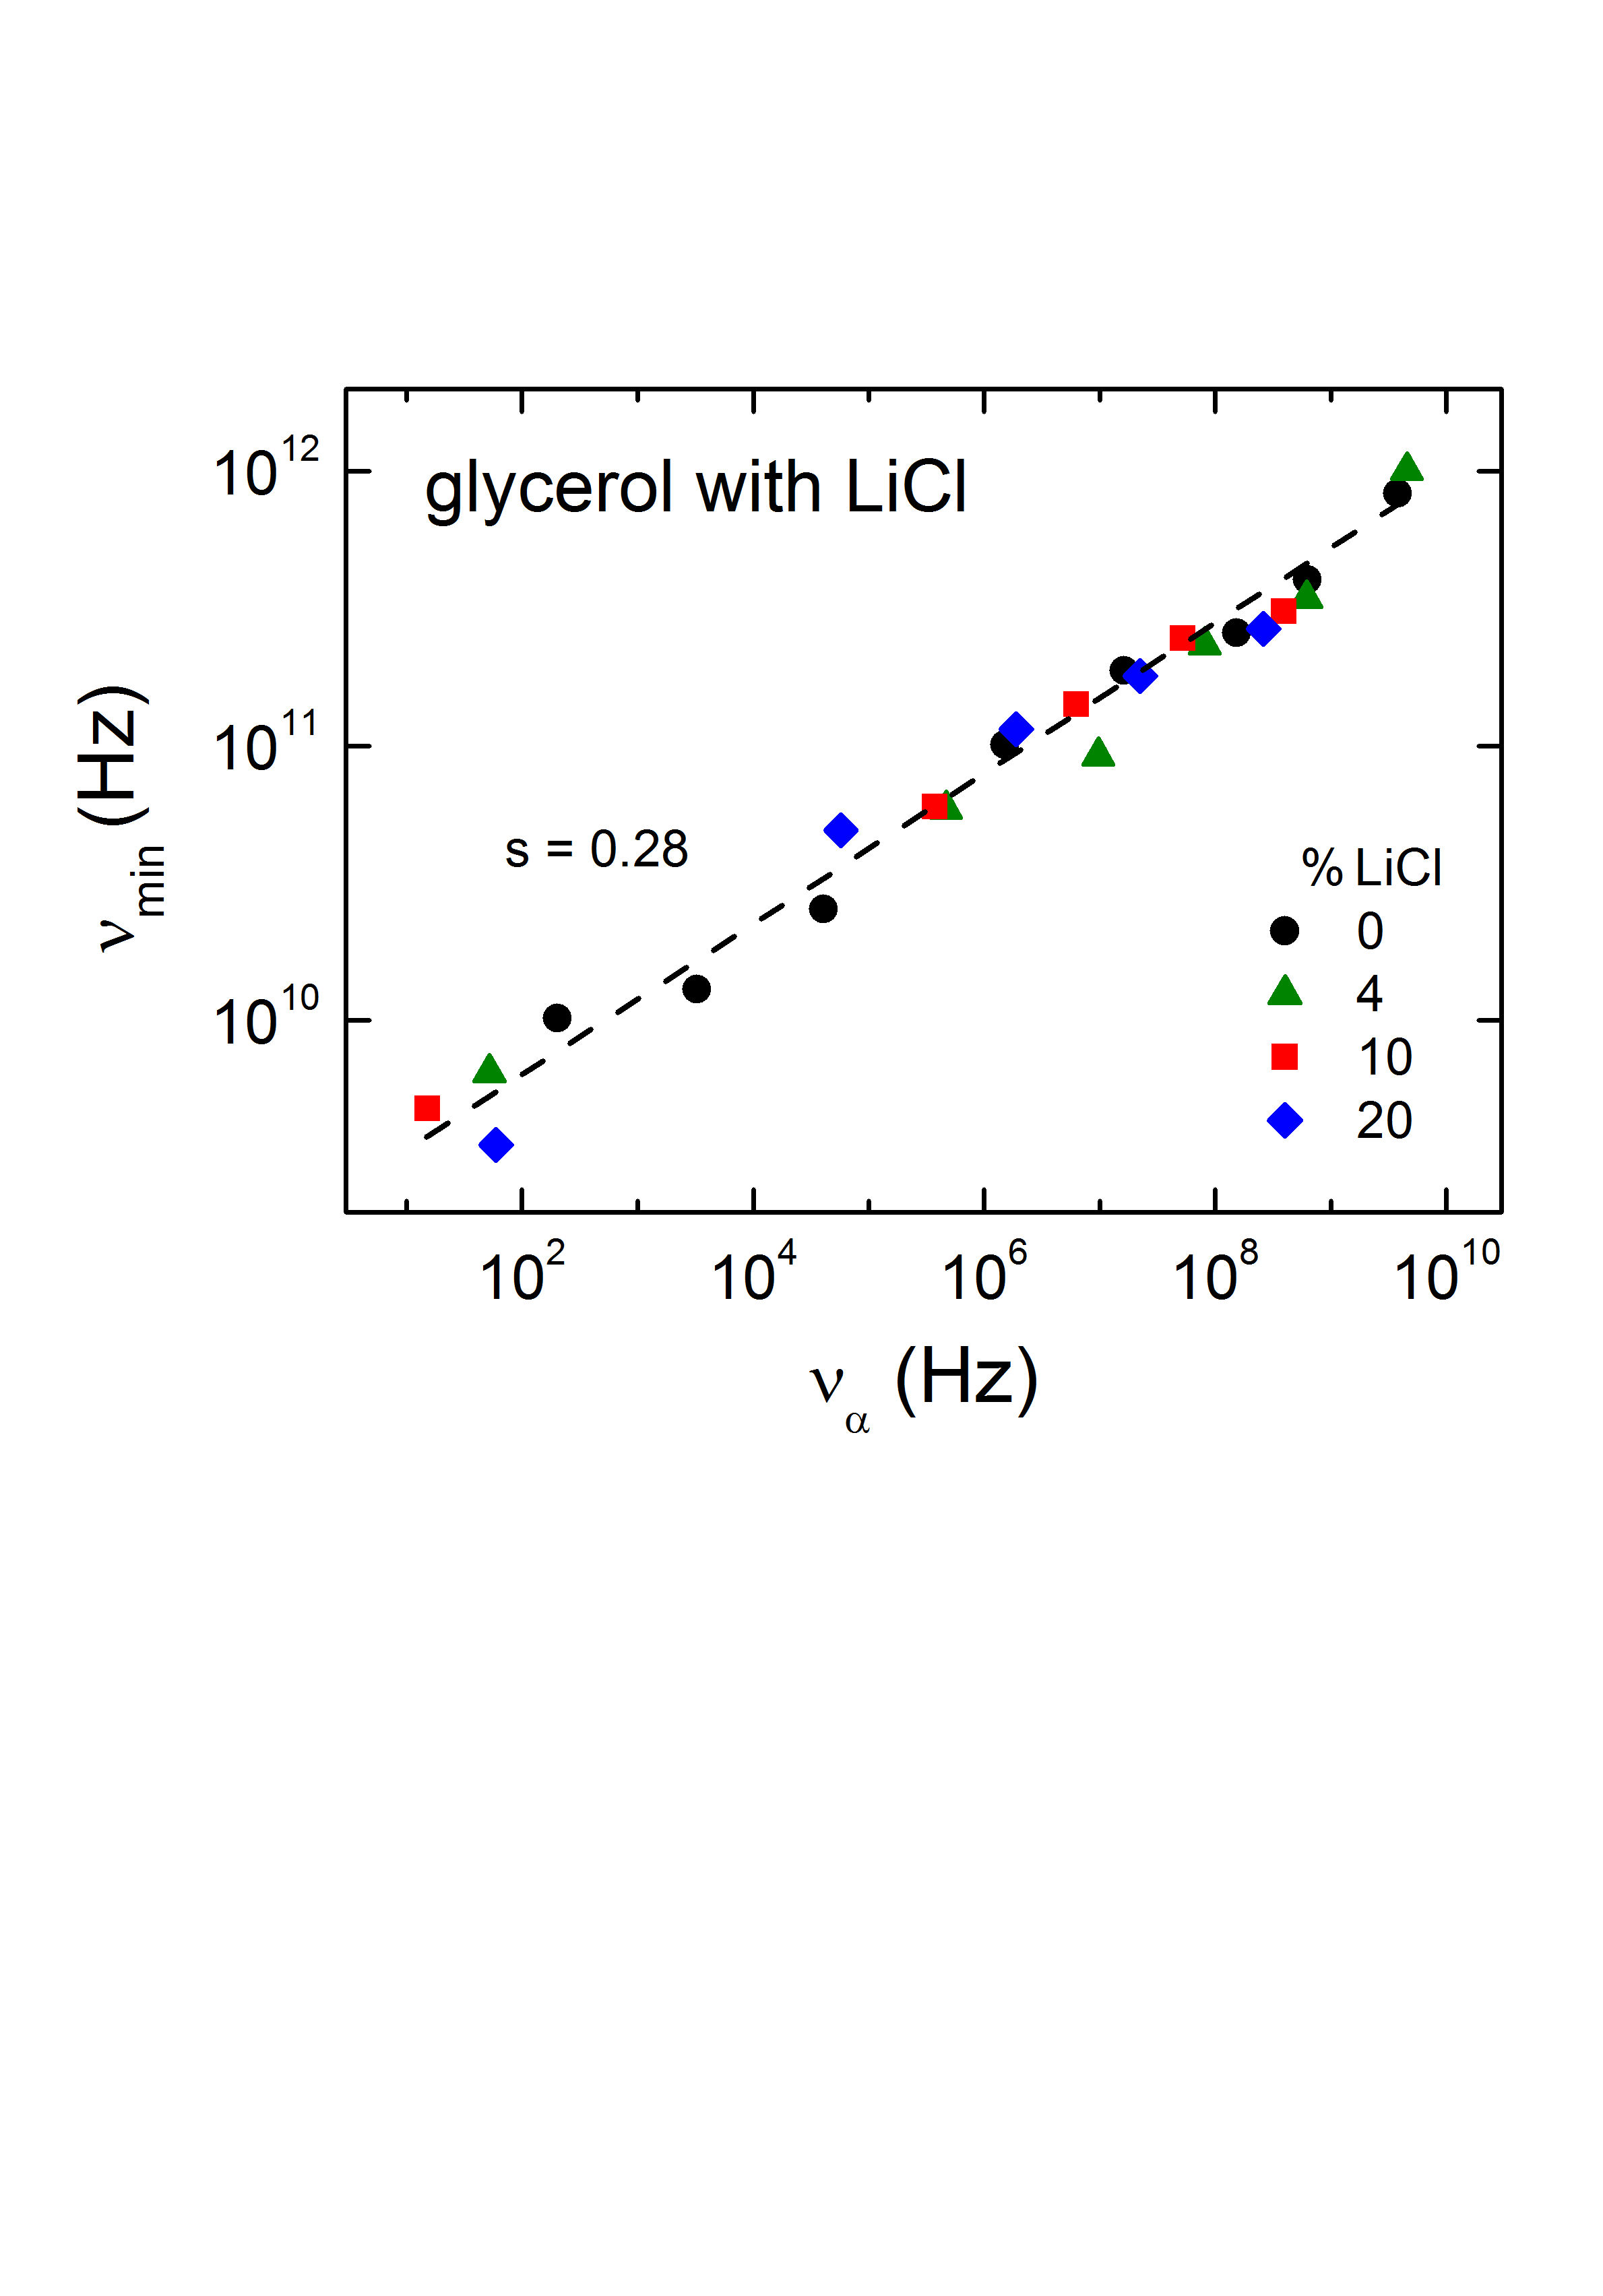 glycerol with LiCl
10^12
10^11
10^10
ν_min (Hz)
s = 0.28
% LiCl
0
4
10
20
10^2 10^4 10^6 10^8 10^10
ν_α (Hz)